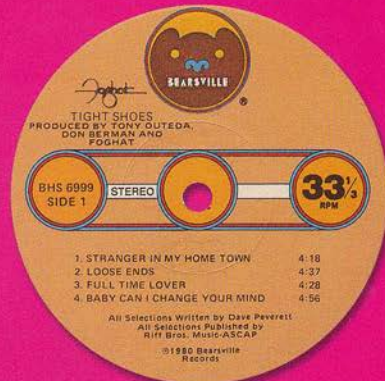 BEARSVILLE
®
Foghat
TIGHT SHOES
PRODUCED BY TONY OUTEDA,
DON BERMAN AND
FOGHAT
BHS 6999
SIDE 1
STEREO
33 1/3
RPM
1. STRANGER IN MY HOME TOWN 4:18
2. LOOSE ENDS 4:37
3. FULL TIME LOVER 4:28
4. BABY CAN I CHANGE YOUR MIND 4:56
All Selections Written by Dave Peverett
All Selections Published by
Riff Bros. Music-ASCAP
℗1980 Bearsville
Records